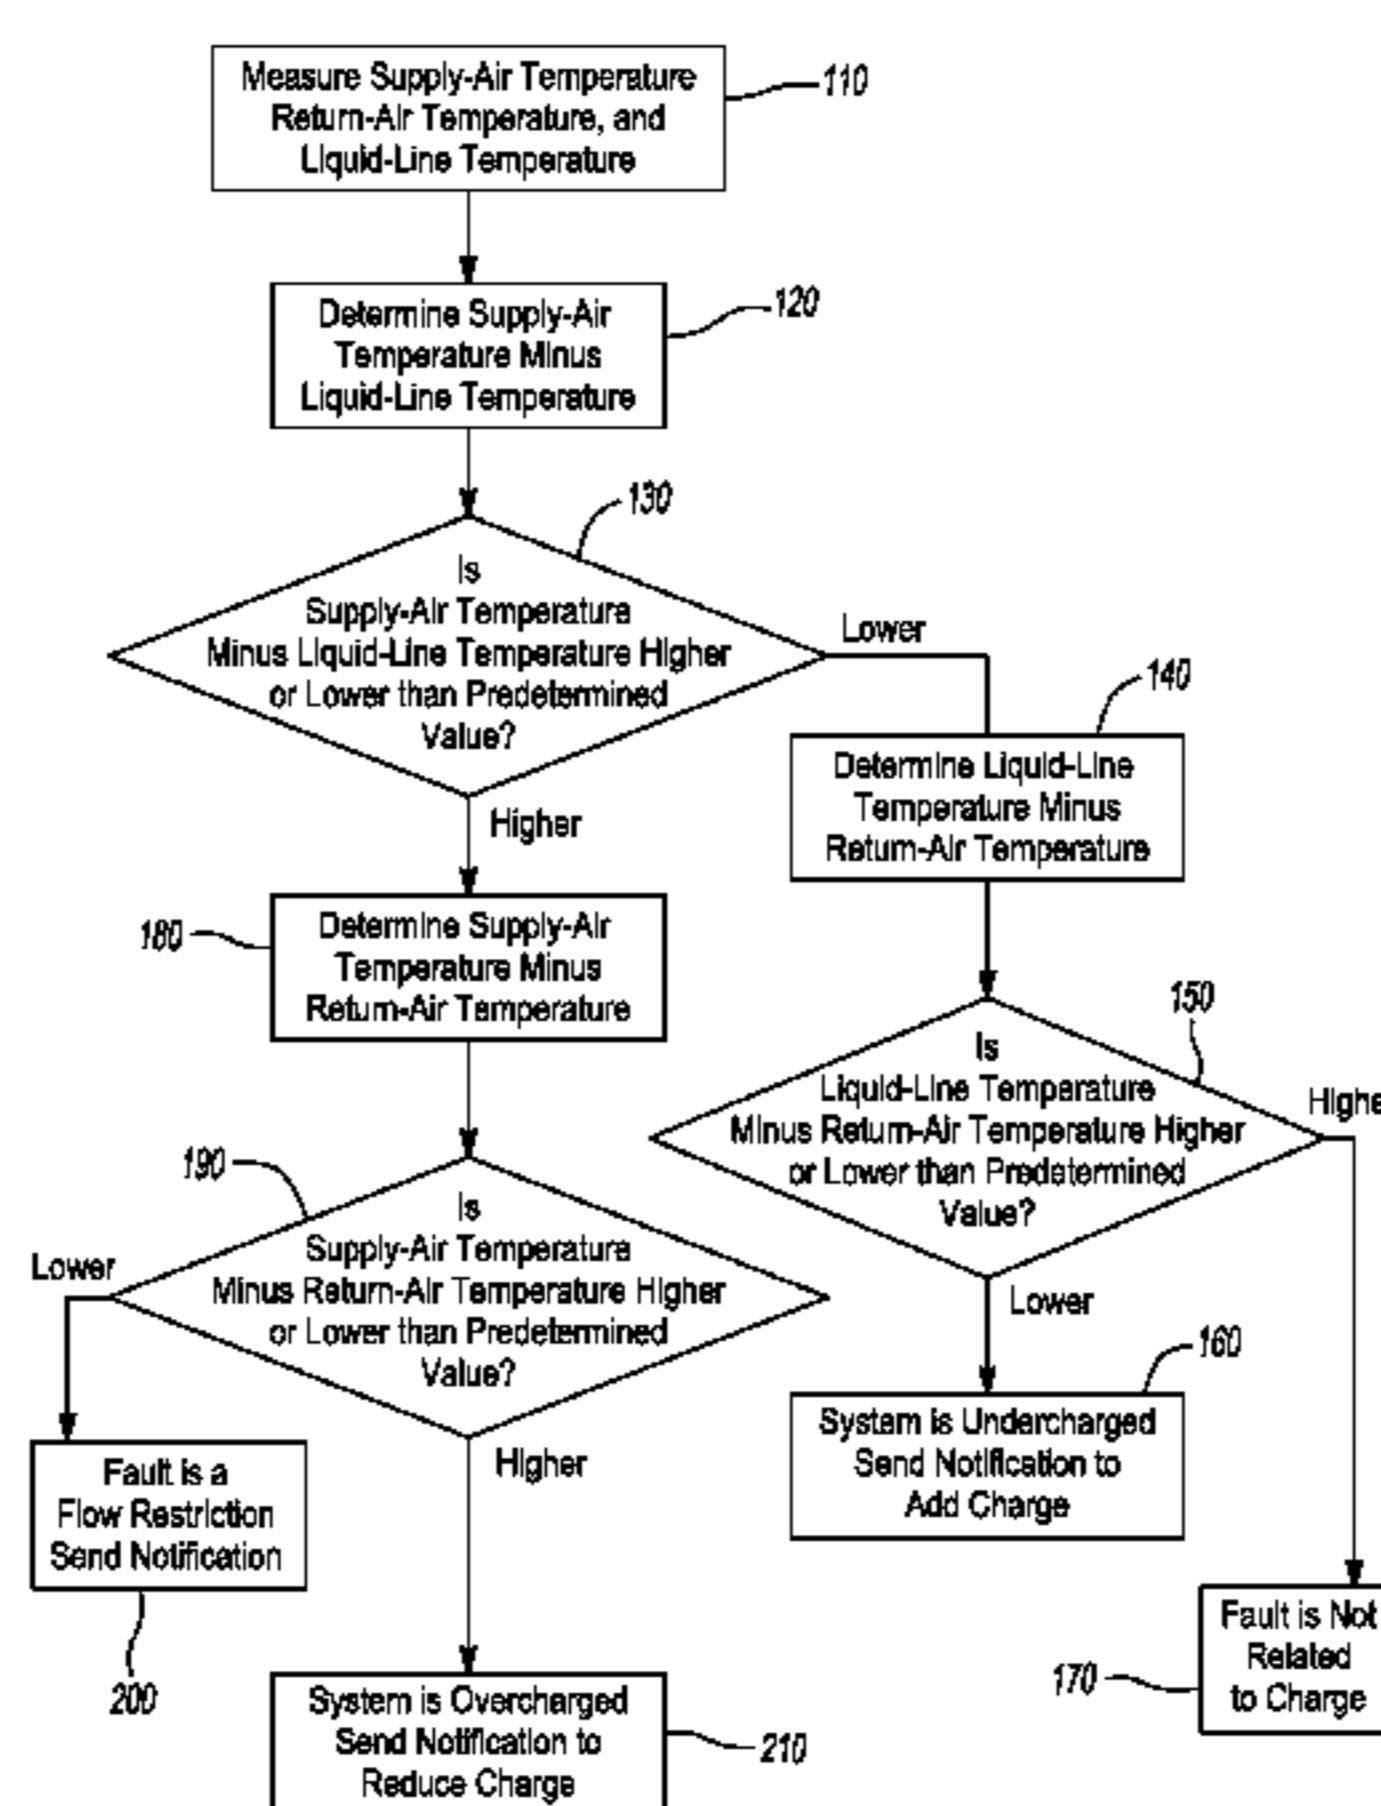 Measure Supply-Air Temperature
Return-Air Temperature, and
Liquid-Line Temperature
110
Determine Supply-Air
Temperature Minus
Liquid-Line Temperature
120
130
Is
Supply-Air Temperature
Minus Liquid-Line Temperature Higher
or Lower than Predetermined
Value?
Lower
Higher
140
Determine Liquid-Line
Temperature Minus
Return-Air Temperature
180
Determine Supply-Air
Temperature Minus
Return-Air Temperature
150
Is
Liquid-Line Temperature
Minus Return-Air Temperature Higher
or Lower than Predetermined
Value?
Highe
Lower
190
Is
Supply-Air Temperature
Minus Return-Air Temperature Higher
or Lower than Predetermined
Value?
Lower
Higher
160
System is Undercharged
Send Notification to
Add Charge
Fault is a
Flow Restriction
Send Notification
200
Fault is Not
Related
to Charge
170
System is Overcharged
Send Notification to
Reduce Charge
210